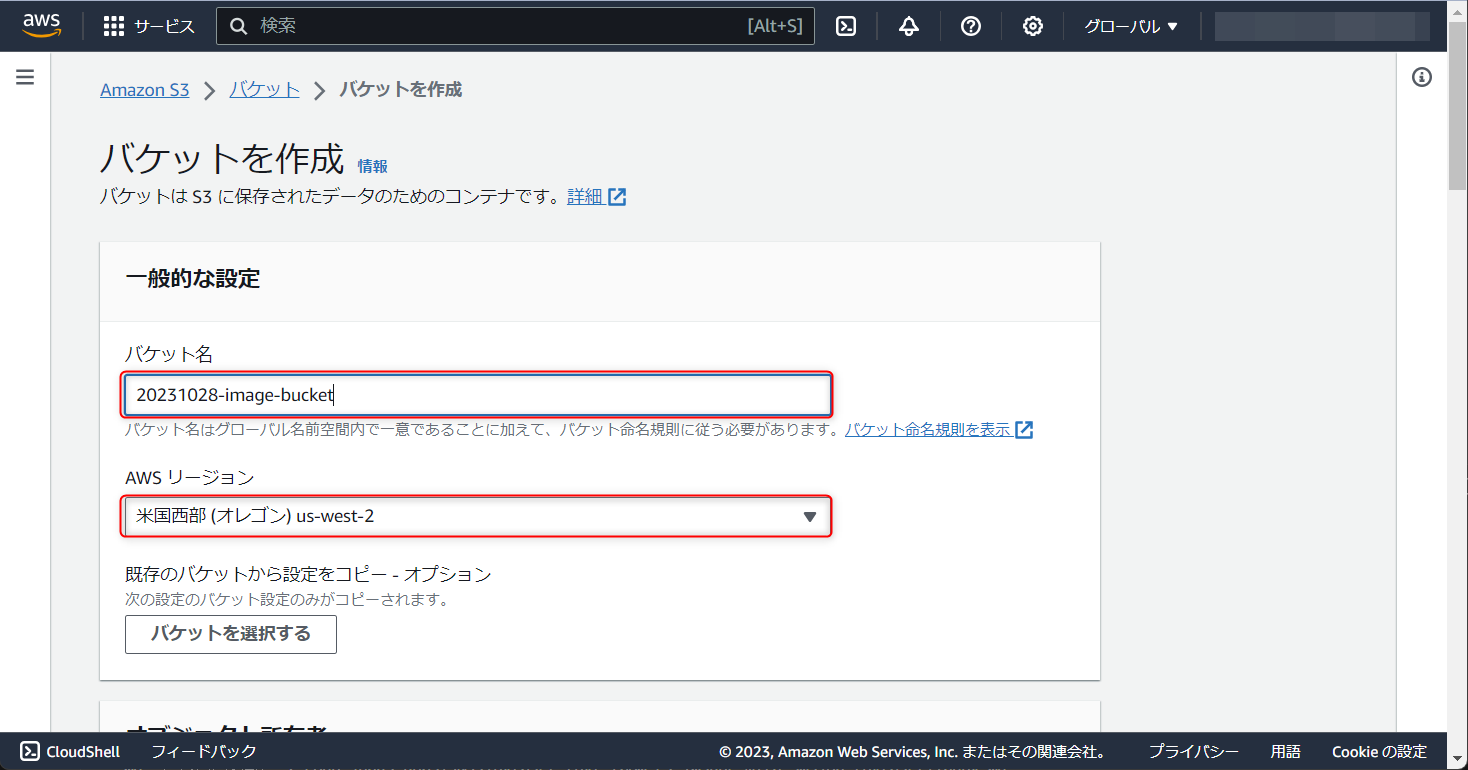 aws サービス 検索 [Alt+S] グローバル ▼
Amazon S3 > バケット > バケットを作成
バケットを作成 情報
バケットは S3 に保存されたデータのためのコンテナです。詳細
一般的な設定
バケット名
20231028-image-bucket
バケット名はグローバル名前空間内で一意であることに加えて、バケット命名規則に従う必要があります。バケット命名規則を表示
AWS リージョン
米国西部 (オレゴン) us-west-2
既存のバケットから設定をコピー - オプション
次の設定のバケット設定のみがコピーされます。
バケットを選択する
オブジェクト所有者
CloudShell フィードバック © 2023, Amazon Web Services, Inc. またはその関連会社。 プライバシー 用語 Cookie の設定